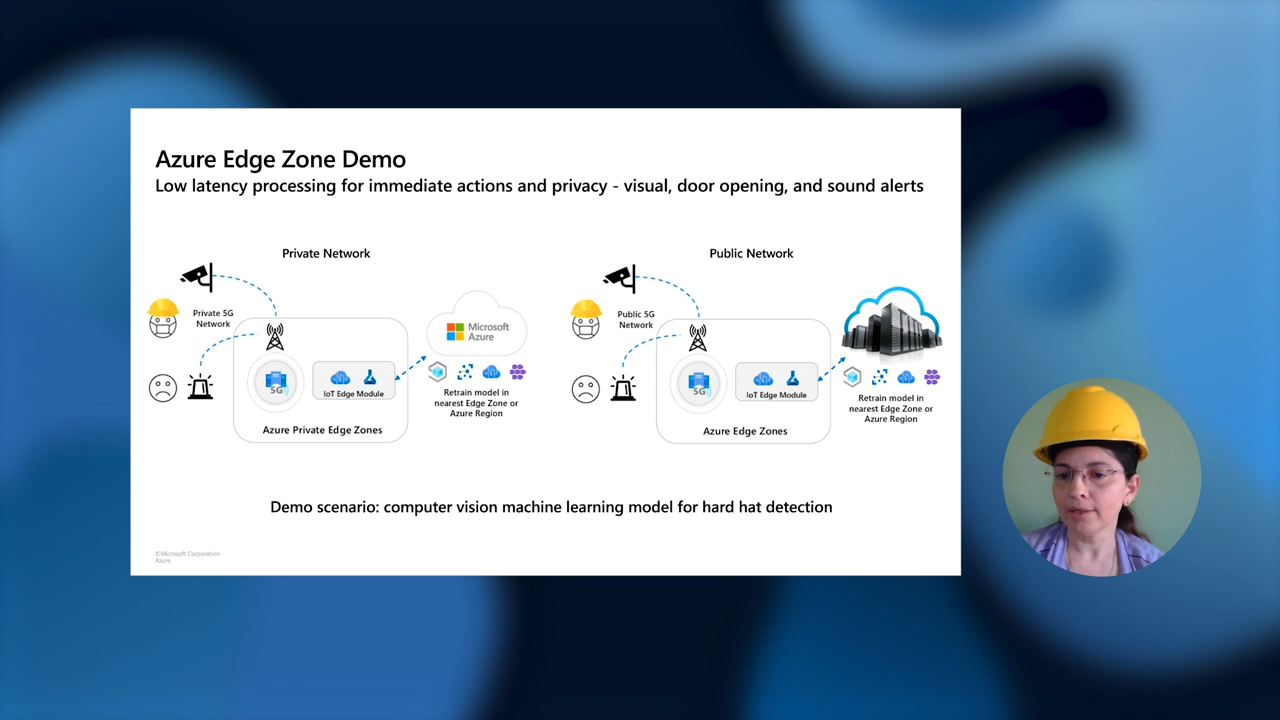 Azure Edge Zone Demo
Low latency processing for immediate actions and privacy - visual, door opening, and sound alerts
Private Network
Private 5G
Network
5G
IoT Edge Module
Azure Private Edge Zones
Microsoft
Azure
Retrain model in
nearest Edge Zone or
Azure Region
Public Network
Public 5G
Network
5G
IoT Edge Module
Azure Edge Zones
Retrain model in
nearest Edge Zone or
Azure Region
Demo scenario: computer vision machine learning model for hard hat detection
©Microsoft Corporation
Azure